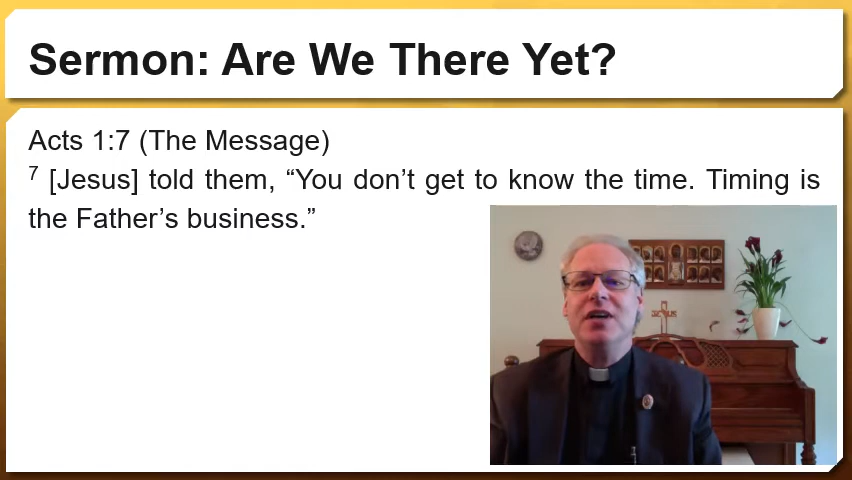 Sermon: Are We There Yet?
Acts 1:7 (The Message)
⁷ [Jesus] told them, “You don’t get to know the time. Timing is
the Father’s business.”
JESUS